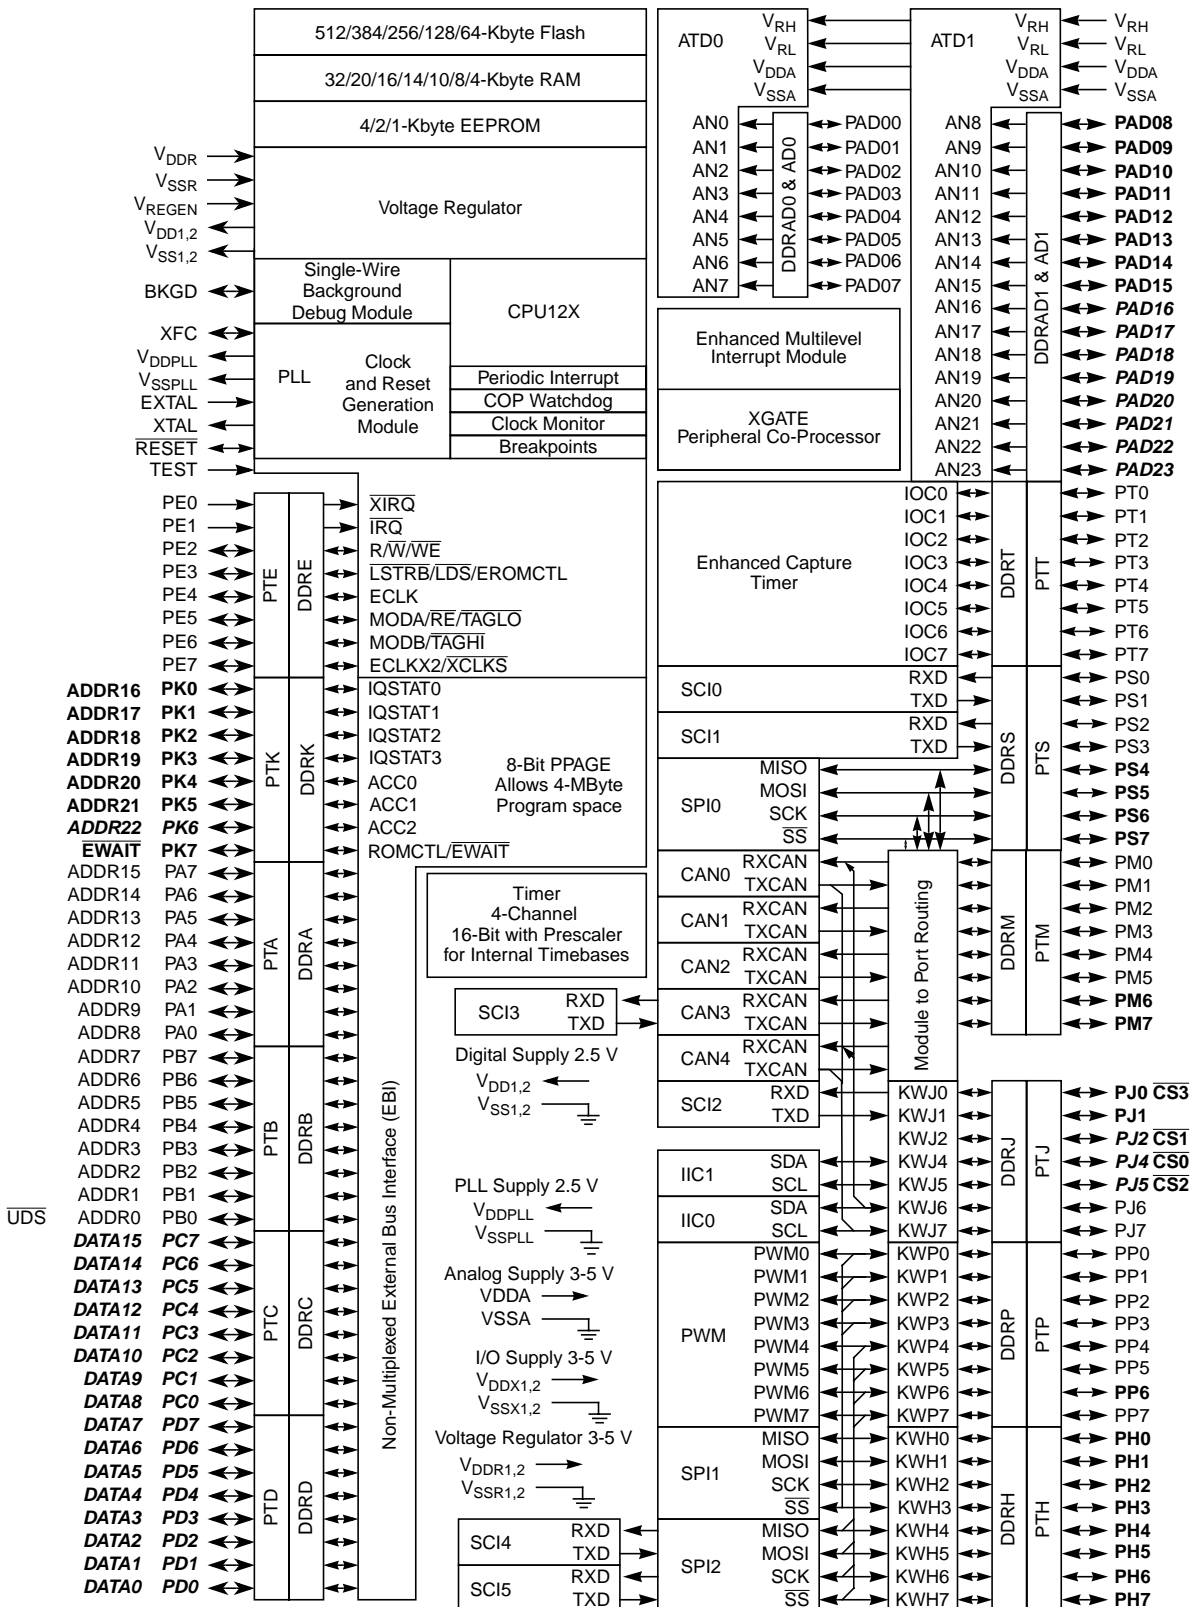 512/384/256/128/64-Kbyte Flash
32/20/16/14/10/8/4-Kbyte RAM
4/2/1-Kbyte EEPROM
VDDR
VSSR
VREGEN
VDD1,2
VSS1,2
Voltage Regulator
BKGD
Single-Wire
Background
Debug Module
CPU12X
XFC
VDDPLL
VSSPLL
EXTAL
XTAL
RESET
TEST
PLL
Clock
and Reset
Generation
Module
Periodic Interrupt
COP Watchdog
Clock Monitor
Breakpoints
PE0
PE1
PE2
PE3
PE4
PE5
PE6
PE7
PTE
DDRE
XIRQ
IRQ
R/W/WE
LSTRB/LDS/EROMCTL
ECLK
MODA/RE/TAGLO
MODB/TAGHI
ECLKX2/XCLKS
ADDR16 PK0
ADDR17 PK1
ADDR18 PK2
ADDR19 PK3
ADDR20 PK4
ADDR21 PK5
ADDR22 PK6
EWAIT PK7
PTK
DDRK
IQSTAT0
IQSTAT1
IQSTAT2
IQSTAT3
ACC0
ACC1
ACC2
ROMCTL/EWAIT
8-Bit PPAGE
Allows 4-MByte
Program space
ADDR15 PA7
ADDR14 PA6
ADDR13 PA5
ADDR12 PA4
ADDR11 PA3
ADDR10 PA2
ADDR9 PA1
ADDR8 PA0
PTA
DDRA
ADDR7 PB7
ADDR6 PB6
ADDR5 PB5
ADDR4 PB4
ADDR3 PB3
ADDR2 PB2
ADDR1 PB1
UDS ADDR0 PB0
PTB
DDRB
DATA15 PC7
DATA14 PC6
DATA13 PC5
DATA12 PC4
DATA11 PC3
DATA10 PC2
DATA9 PC1
DATA8 PC0
PTC
DDRC
DATA7 PD7
DATA6 PD6
DATA5 PD5
DATA4 PD4
DATA3 PD3
DATA2 PD2
DATA1 PD1
DATA0 PD0
PTD
DDRD
Non-Multiplexed External Bus Interface (EBI)
Timer
4-Channel
16-Bit with Prescaler
for Internal Timebases
SCI3
RXD
TXD
Digital Supply 2.5 V
VDD1,2
VSS1,2
PLL Supply 2.5 V
VDDPLL
VSSPLL
Analog Supply 3-5 V
VDDA
VSSA
I/O Supply 3-5 V
VDDX1,2
VSSX1,2
Voltage Regulator 3-5 V
VDDR1,2
VSSR1,2
SCI4
RXD
TXD
SCI5
RXD
TXD
ATD0
VRH
VRL
VDDA
VSSA
AN0
AN1
AN2
AN3
AN4
AN5
AN6
AN7
DDRAD0 & AD0
PAD00
PAD01
PAD02
PAD03
PAD04
PAD05
PAD06
PAD07
ATD1
VRH
VRL
VDDA
VSSA
VRH
VRL
VDDA
VSSA
AN8
AN9
AN10
AN11
AN12
AN13
AN14
AN15
AN16
AN17
AN18
AN19
AN20
AN21
AN22
AN23
DDRAD1 & AD1
PAD08
PAD09
PAD10
PAD11
PAD12
PAD13
PAD14
PAD15
PAD16
PAD17
PAD18
PAD19
PAD20
PAD21
PAD22
PAD23
Enhanced Multilevel
Interrupt Module
XGATE
Peripheral Co-Processor
Enhanced Capture
Timer
IOC0
IOC1
IOC2
IOC3
IOC4
IOC5
IOC6
IOC7
DDRT
PTT
PT0
PT1
PT2
PT3
PT4
PT5
PT6
PT7
SCI0
RXD
TXD
SCI1
RXD
TXD
SPI0
MISO
MOSI
SCK
SS
DDRS
PTS
PS0
PS1
PS2
PS3
PS4
PS5
PS6
PS7
CAN0
RXCAN
TXCAN
CAN1
RXCAN
TXCAN
CAN2
RXCAN
TXCAN
CAN3
RXCAN
TXCAN
CAN4
RXCAN
TXCAN
Module to Port Routing
DDRM
PTM
PM0
PM1
PM2
PM3
PM4
PM5
PM6
PM7
SCI2
RXD
TXD
IIC1
SDA
SCL
IIC0
SDA
SCL
KWJ0
KWJ1
KWJ2
KWJ4
KWJ5
KWJ6
KWJ7
DDRJ
PTJ
PJ0 CS3
PJ1
PJ2 CS1
PJ4 CS0
PJ5 CS2
PJ6
PJ7
PWM
PWM0
PWM1
PWM2
PWM3
PWM4
PWM5
PWM6
PWM7
KWP0
KWP1
KWP2
KWP3
KWP4
KWP5
KWP6
KWP7
DDRP
PTP
PP0
PP1
PP2
PP3
PP4
PP5
PP6
PP7
SPI1
MISO
MOSI
SCK
SS
SPI2
MISO
MOSI
SCK
SS
KWH0
KWH1
KWH2
KWH3
KWH4
KWH5
KWH6
KWH7
DDRH
PTH
PH0
PH1
PH2
PH3
PH4
PH5
PH6
PH7